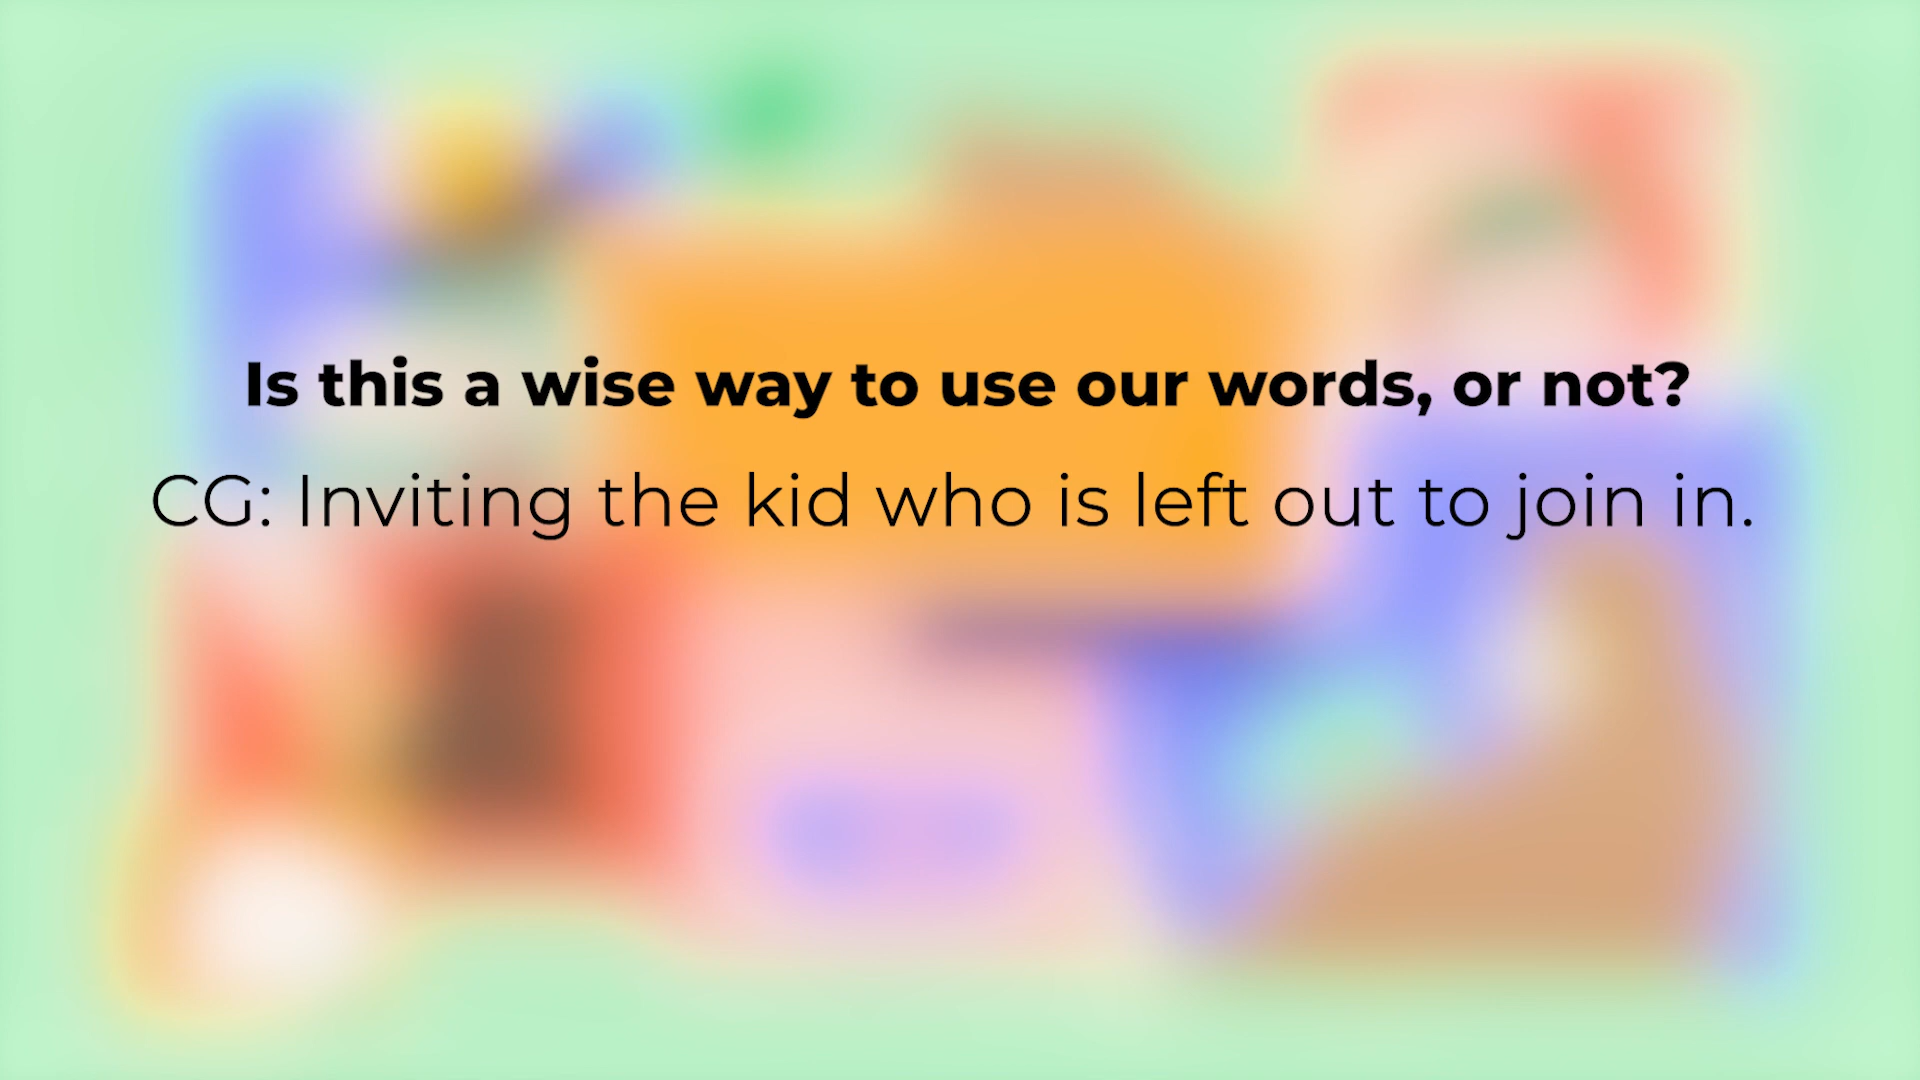 Is this a wise way to use our words, or not?
CG: Inviting the kid who is left out to join in.